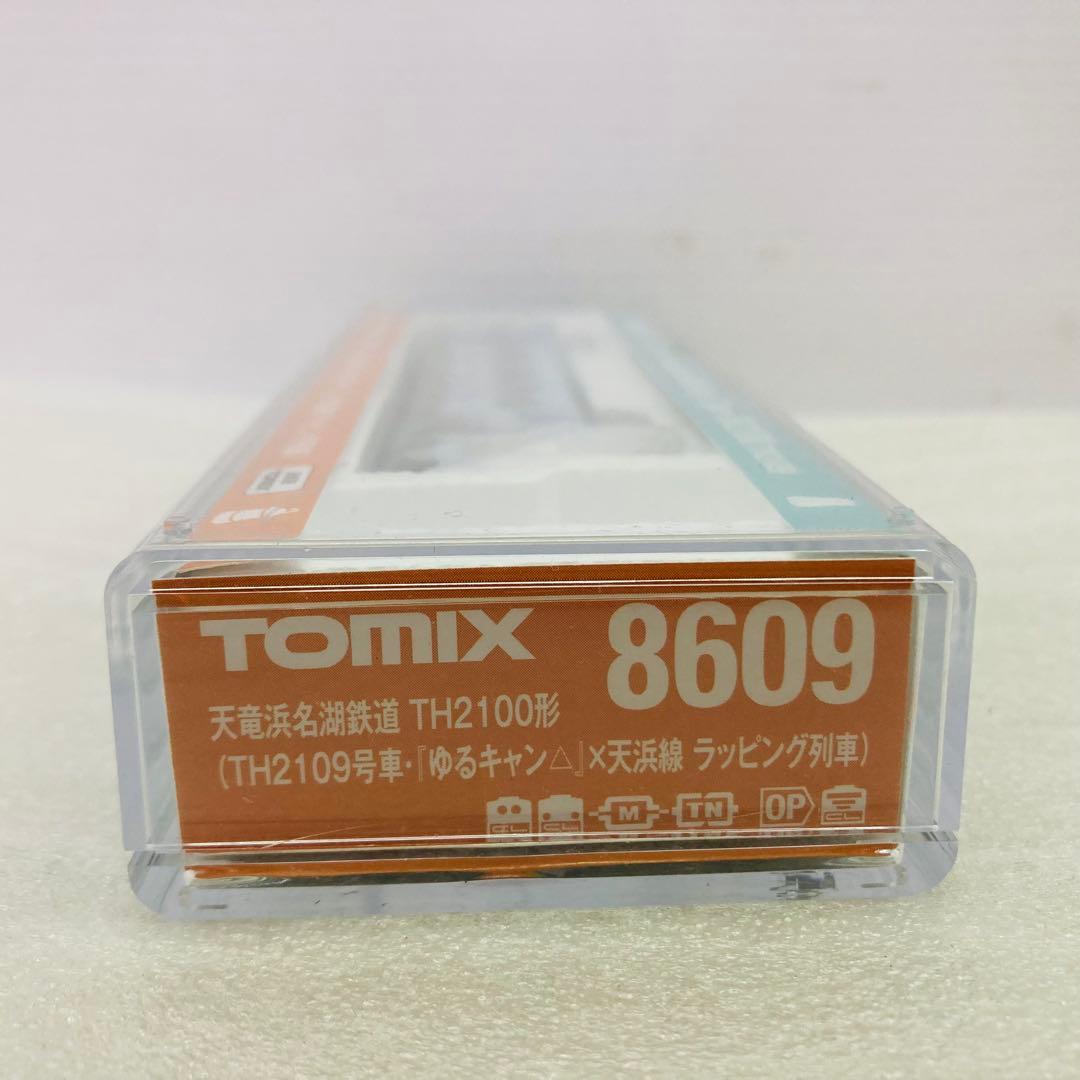 TOMIX 8609
天竜浜名湖鉄道 TH2100形
(TH2109号車・『ゆるキャン△』×天浜線 ラッピング列車)
M TN OP